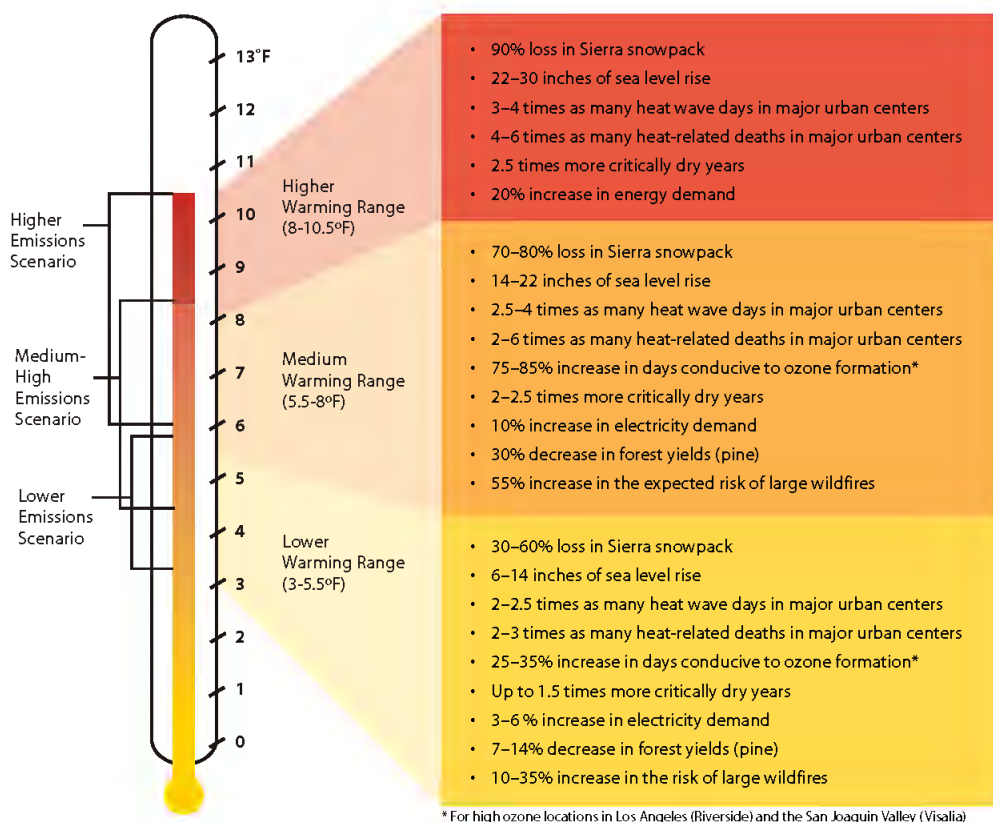 13°F
12
11
10
9
8
7
6
5
4
3
2
1
0
Higher
Emissions
Scenario
Medium-
High
Emissions
Scenario
Lower
Emissions
Scenario
Higher
Warming Range
(8-10.5ºF)
Medium
Warming Range
(5.5-8ºF)
Lower
Warming Range
(3-5.5ºF)
• 90% loss in Sierra snowpack
• 22–30 inches of sea level rise
• 3–4 times as many heat wave days in major urban centers
• 4–6 times as many heat-related deaths in major urban centers
• 2.5 times more critically dry years
• 20% increase in energy demand
• 70–80% loss in Sierra snowpack
• 14–22 inches of sea level rise
• 2.5–4 times as many heat wave days in major urban centers
• 2–6 times as many heat-related deaths in major urban centers
• 75–85% increase in days conducive to ozone formation*
• 2–2.5 times more critically dry years
• 10% increase in electricity demand
• 30% decrease in forest yields (pine)
• 55% increase in the expected risk of large wildfires
• 30–60% loss in Sierra snowpack
• 6–14 inches of sea level rise
• 2–2.5 times as many heat wave days in major urban centers
• 2–3 times as many heat-related deaths in major urban centers
• 25–35% increase in days conducive to ozone formation*
• Up to 1.5 times more critically dry years
• 3–6 % increase in electricity demand
• 7–14% decrease in forest yields (pine)
• 10–35% increase in the risk of large wildfires
* For high ozone locations in Los Angeles (Riverside) and the San Joaquin Valley (Visalia)